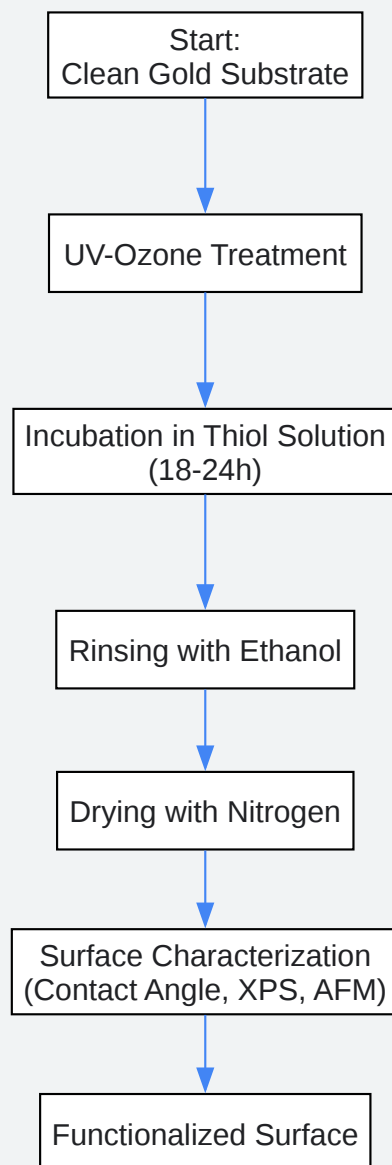 Start:
Clean Gold Substrate
UV-Ozone Treatment
Incubation in Thiol Solution
(18-24h)
Rinsing with Ethanol
Drying with Nitrogen
Surface Characterization
(Contact Angle, XPS, AFM)
Functionalized Surface